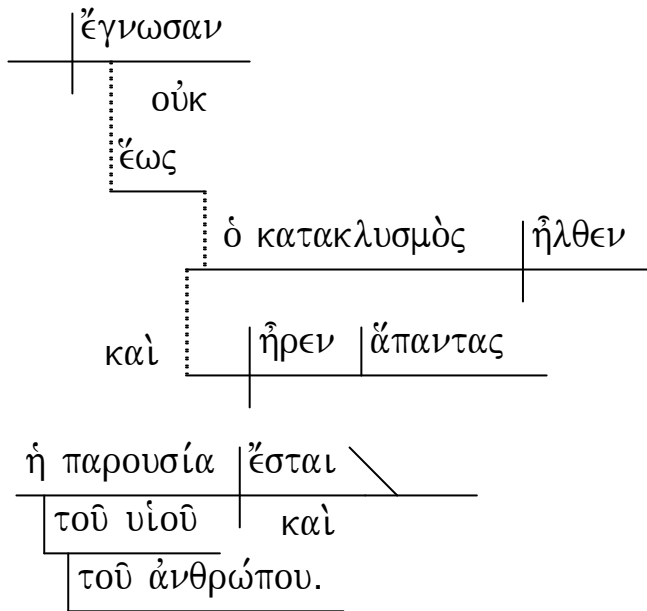 ἔγνωσαν
οὐκ
ἕως
ὁ κατακλυσμὸς ἦλθεν
καὶ ἦρεν ἅπαντας
ἡ παρουσία ἔσται
τοῦ υἱοῦ καὶ
τοῦ ἀνθρώπου.